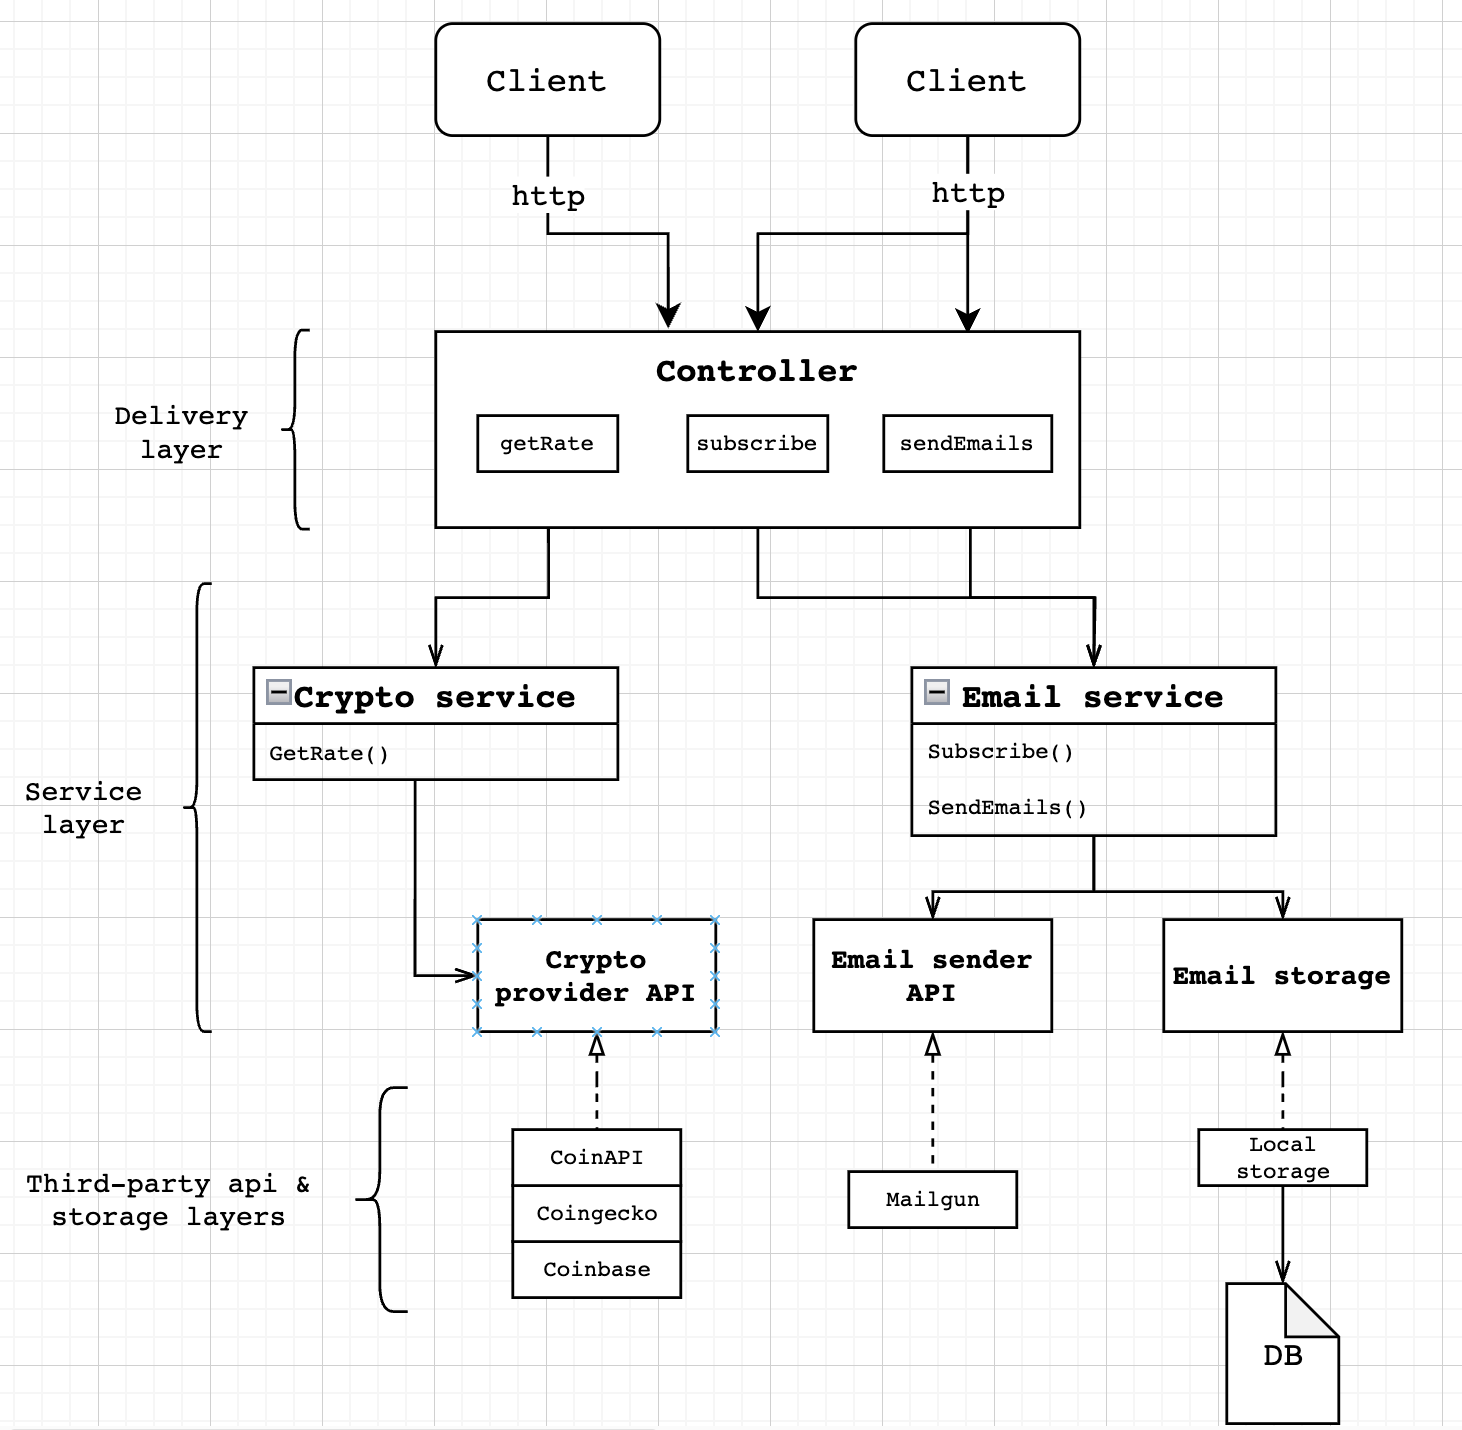 Client
Client
http
http
Controller
getRate
subscribe
sendEmails
Delivery
layer
Crypto service
GetRate()
Email service
Subscribe()
SendEmails()
Service
layer
Crypto
provider API
Email sender
API
Email storage
CoinAPI
Coingecko
Coinbase
Mailgun
Local
storage
Third-party api &
storage layers
DB